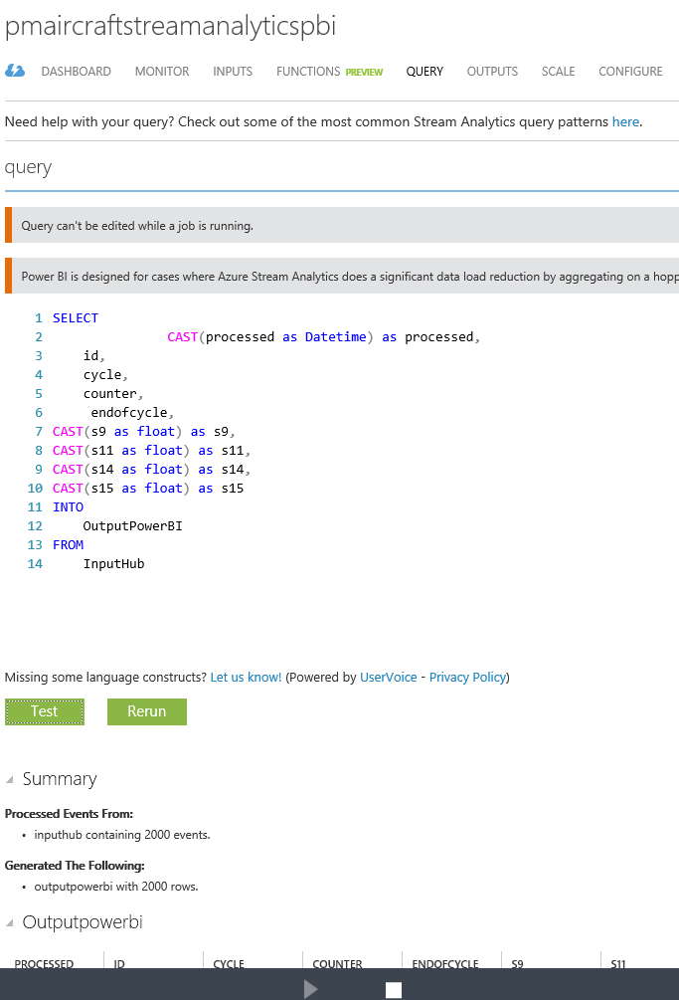 pmaircraftstreamanalyticspbi
DASHBOARD MONITOR INPUTS FUNCTIONS PREVIEW QUERY OUTPUTS SCALE CONFIGURE
Need help with your query? Check out some of the most common Stream Analytics query patterns here.
query
Query can't be edited while a job is running.
Power BI is designed for cases where Azure Stream Analytics does a significant data load reduction by aggregating on a hopp
1 SELECT
2 CAST(processed as Datetime) as processed,
3 id,
4 cycle,
5 counter,
6 endofcycle,
7 CAST(s9 as float) as s9,
8 CAST(s11 as float) as s11,
9 CAST(s14 as float) as s14,
10 CAST(s15 as float) as s15
11 INTO
12 OutputPowerBI
13 FROM
14 InputHub
Missing some language constructs? Let us know! (Powered by UserVoice - Privacy Policy)
Test Rerun
Summary
Processed Events From:
• inputhub containing 2000 events.
Generated The Following:
• outputpowerbi with 2000 rows.
Outputpowerbi
PROCESSED ID CYCLE COUNTER ENDOFCYCLE S9 S11